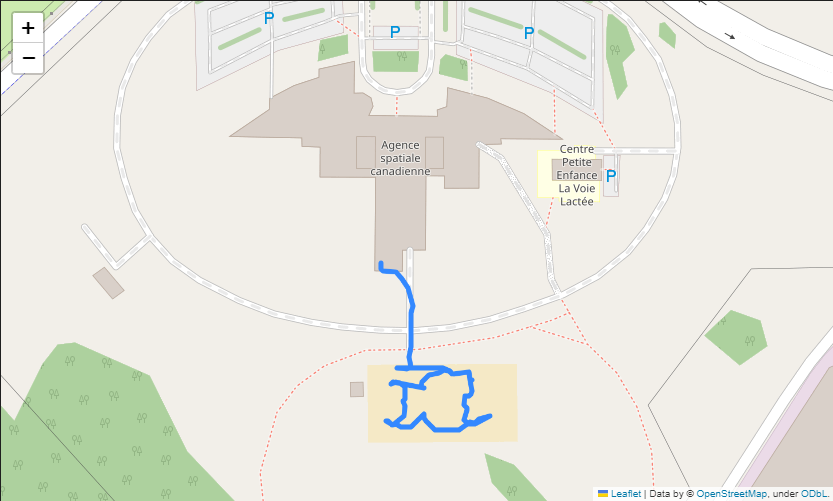 +
−
P
P
P
Agence
spatiale
canadienne
Centre
Petite
Enfance
La Voie
Lactée
P
Leaflet | Data by © OpenStreetMap, under ODbL.